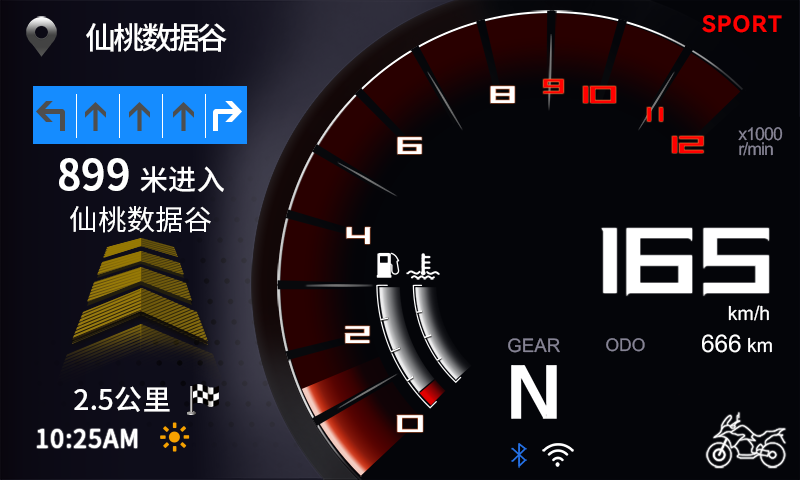 仙桃数据谷
SPORT
899 米进入
仙桃数据谷
2.5公里
10:25AM
8
9
10
11
12
x1000
r/min
6
4
2
0
165
km/h
GEAR
ODO
666 km
N